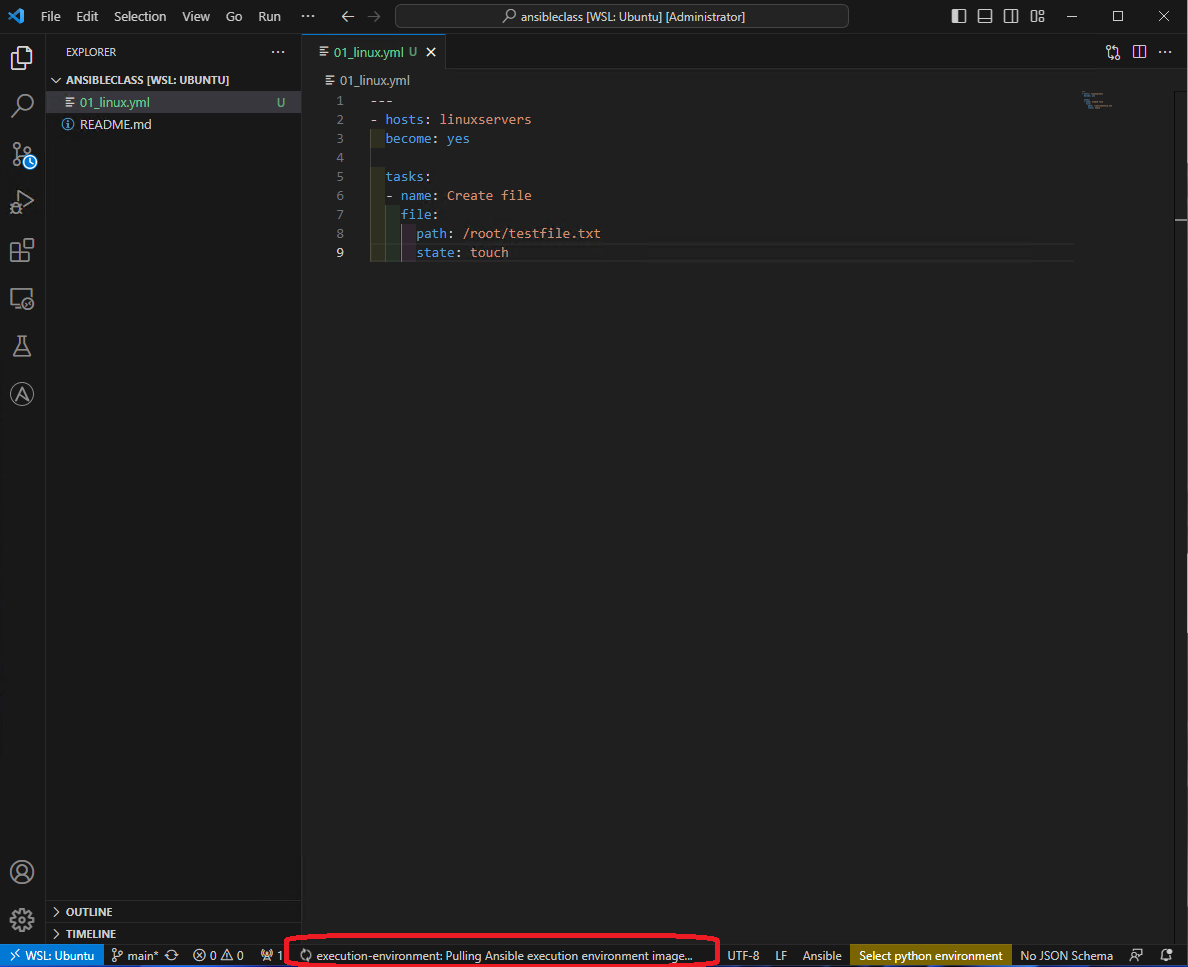 File Edit Selection View Go Run ···
ansibleclass [WSL: Ubuntu] [Administrator]
EXPLORER
ANSIBLECLASS [WSL: UBUNTU]
01_linux.yml U
README.md
01_linux.yml U
01_linux.yml
1 ---
2 - hosts: linuxservers
3 become: yes
4
5 tasks:
6 - name: Create file
7 file:
8 path: /root/testfile.txt
9 state: touch
OUTLINE
TIMELINE
WSL: Ubuntu main* 0 0 1 execution-environment: Pulling Ansible execution environment image... UTF-8 LF Ansible Select python environment No JSON Schema